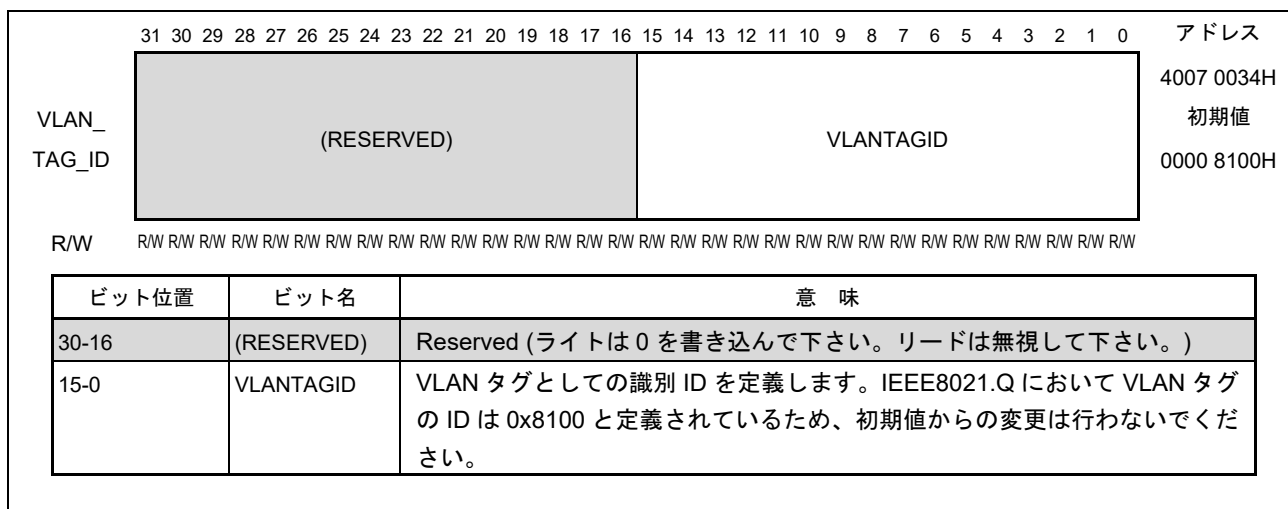 31 30 29 28 27 26 25 24 23 22 21 20 19 18 17 16 15 14 13 12 11 10 9 8 7 6 5 4 3 2 1 0 アドレス
4007 0034H
VLAN_
TAG_ID
(RESERVED)
VLANTAGID
初期値
0000 8100H
R/W R/W R/W R/W R/W R/W R/W R/W R/W R/W R/W R/W R/W R/W R/W R/W R/W R/W R/W R/W R/W R/W R/W R/W R/W R/W R/W R/W R/W R/W R/W R/W R/W
ビット位置 ビット名 意 味
30-16 (RESERVED) Reserved (ライトは 0 を書き込んで下さい。リードは無視して下さい。)
15-0 VLANTAGID VLAN タグとしての識別 ID を定義します。IEEE8021.Q において VLAN タグ
の ID は 0x8100 と定義されているため、初期値からの変更は行わないでくだ
さい。